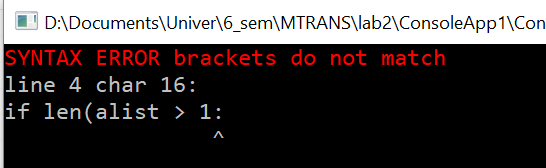 D:\Documents\Univer\6_sem\MTRANS\lab2\ConsoleApp1\Con
SYNTAX ERROR brackets do not match
line 4 char 16:
if len(alist > 1:
^